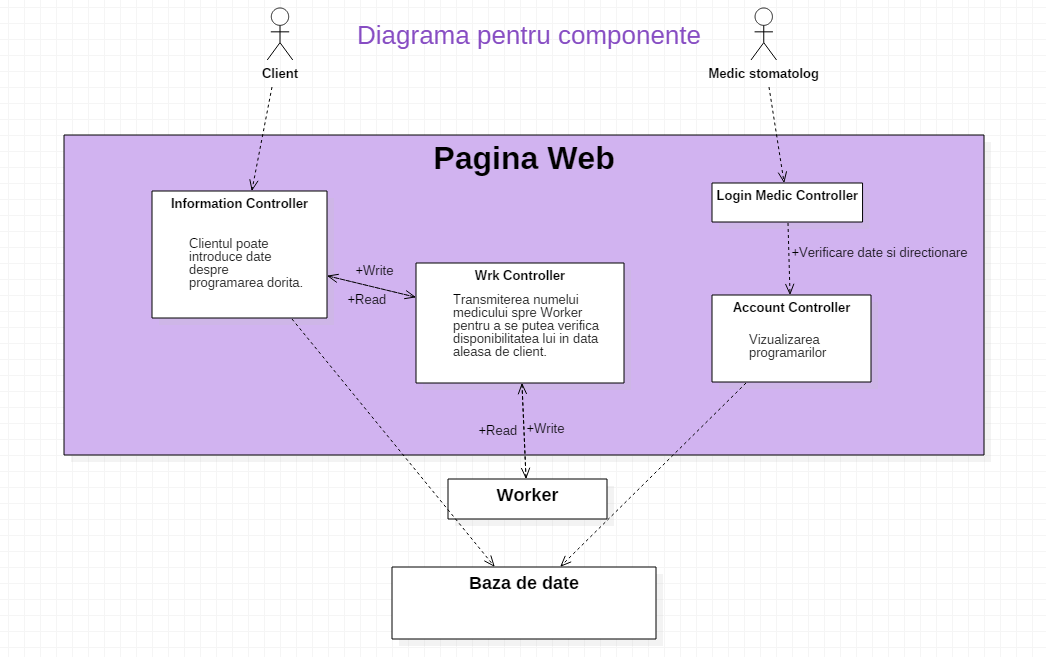 Diagrama pentru componente
Client
Medic stomatolog
Pagina Web
Information Controller
Clientul poate
introduce date
despre
programarea dorita.
+Write
+Read
Wrk Controller
Transmiterea numelui
medicului spre Worker
pentru a se putea verifica
disponibilitatea lui in data
aleasa de client.
Login Medic Controller
+Verificare date si directionare
Account Controller
Vizualizarea
programarilor
+Read
+Write
Worker
Baza de date